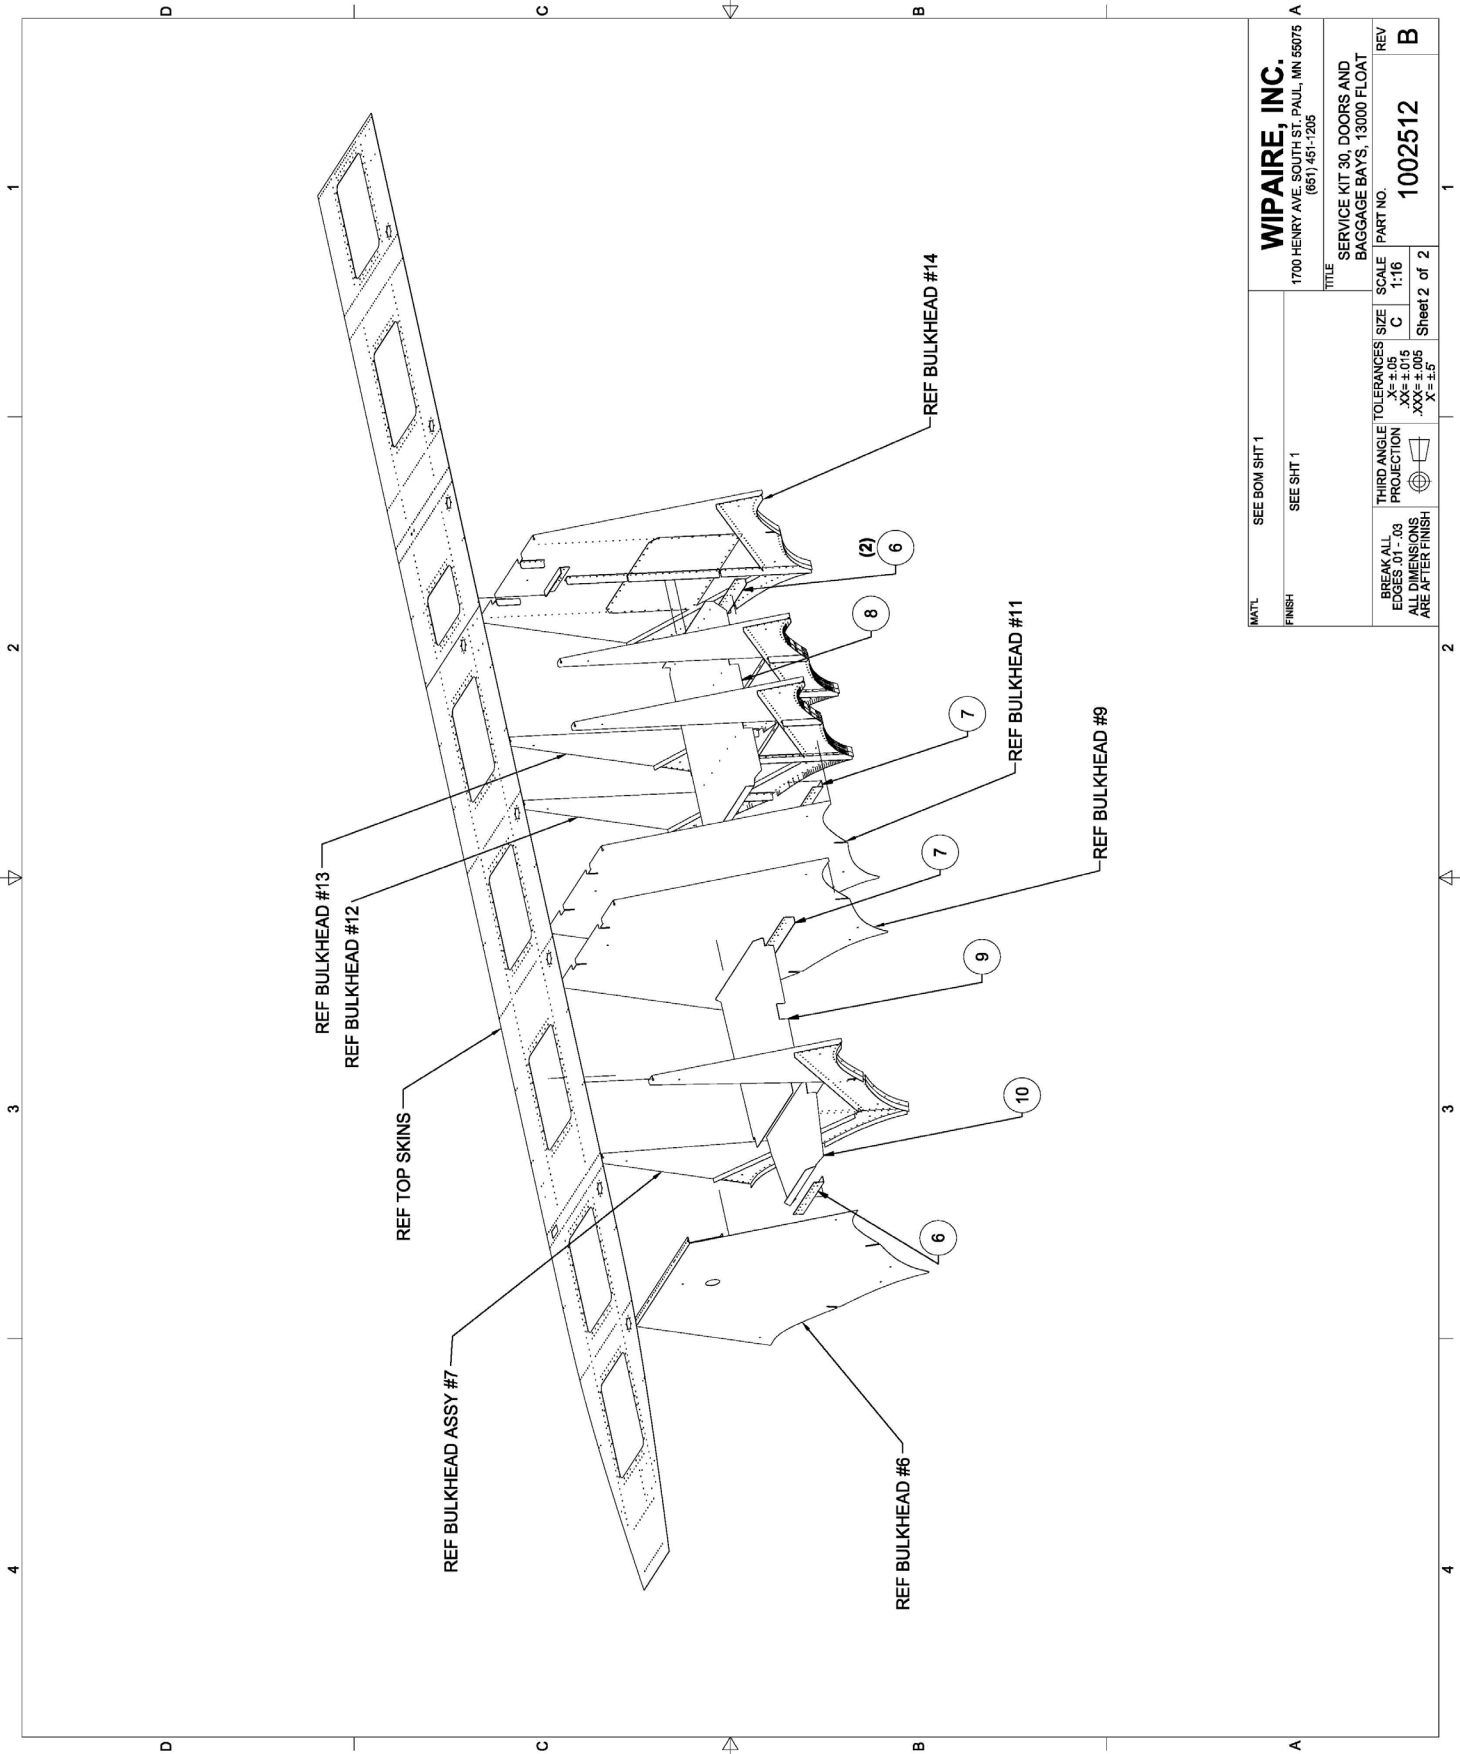 4 3 2 1
D D
REF BULKHEAD #13
REF BULKHEAD #12
REF TOP SKINS
REF BULKHEAD ASSY #7
C C
(2)
6
8
REF BULKHEAD #14
7
REF BULKHEAD #11
7
REF BULKHEAD #9
9
10
6
REF BULKHEAD #6
B B
A A
MAT'L
SEE BOM SHT 1
FINISH
SEE SHT 1
WIPAIRE, INC.
1700 HENRY AVE. SOUTH ST. PAUL, MN 55075
(651) 451-1205
TITLE
SERVICE KIT 30, DOORS AND
BAGGAGE BAYS, 13000 FLOAT
BREAK ALL
EDGES .01 - .03
ALL DIMENSIONS
ARE AFTER FINISH
THIRD ANGLE
PROJECTION
TOLERANCES
.X= ±.05
.XX= ±.015
.XXX= ±.005
X°= ±.5°
SIZE
C
SCALE
1:16
Sheet 2 of 2
PART NO.
1002512
REV
B
4 3 2 1